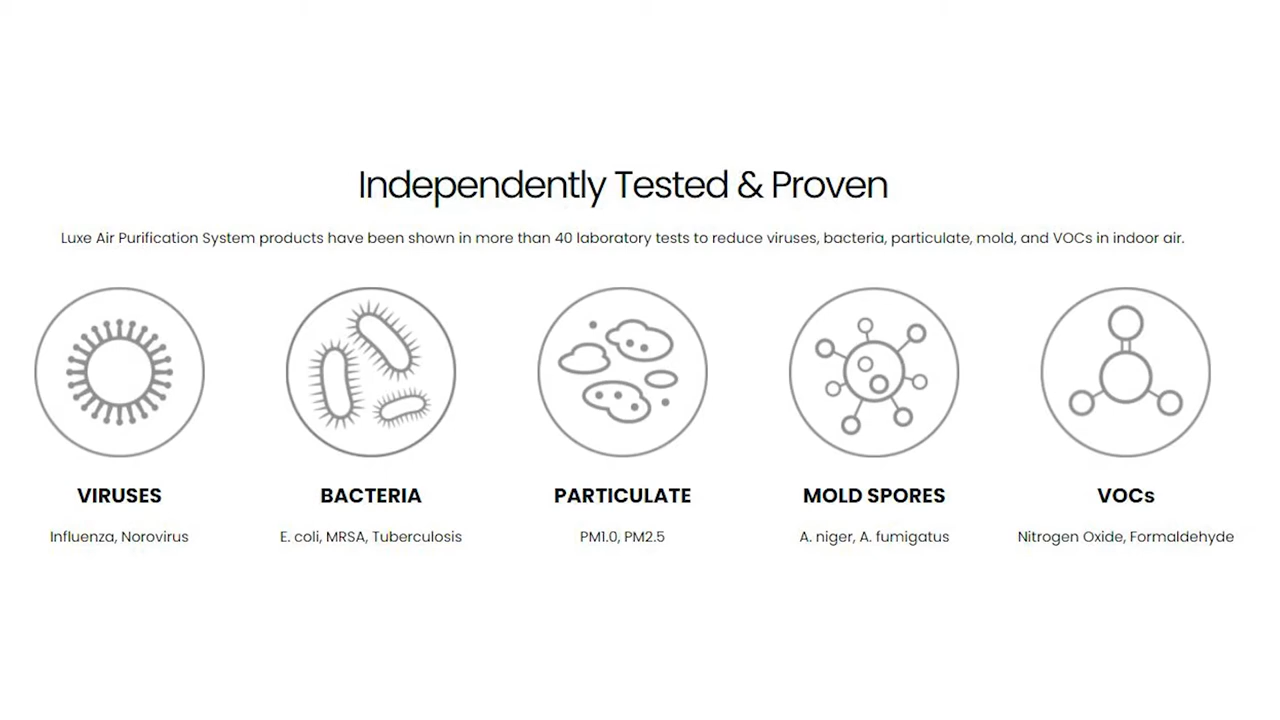 Independently Tested & Proven
Luxe Air Purification System products have been shown in more than 40 laboratory tests to reduce viruses, bacteria, particulate, mold, and VOCs in indoor air.
VIRUSES
Influenza, Norovirus
BACTERIA
E. coli, MRSA, Tuberculosis
PARTICULATE
PM1.0, PM2.5
MOLD SPORES
A. niger, A. fumigatus
VOCs
Nitrogen Oxide, Formaldehyde